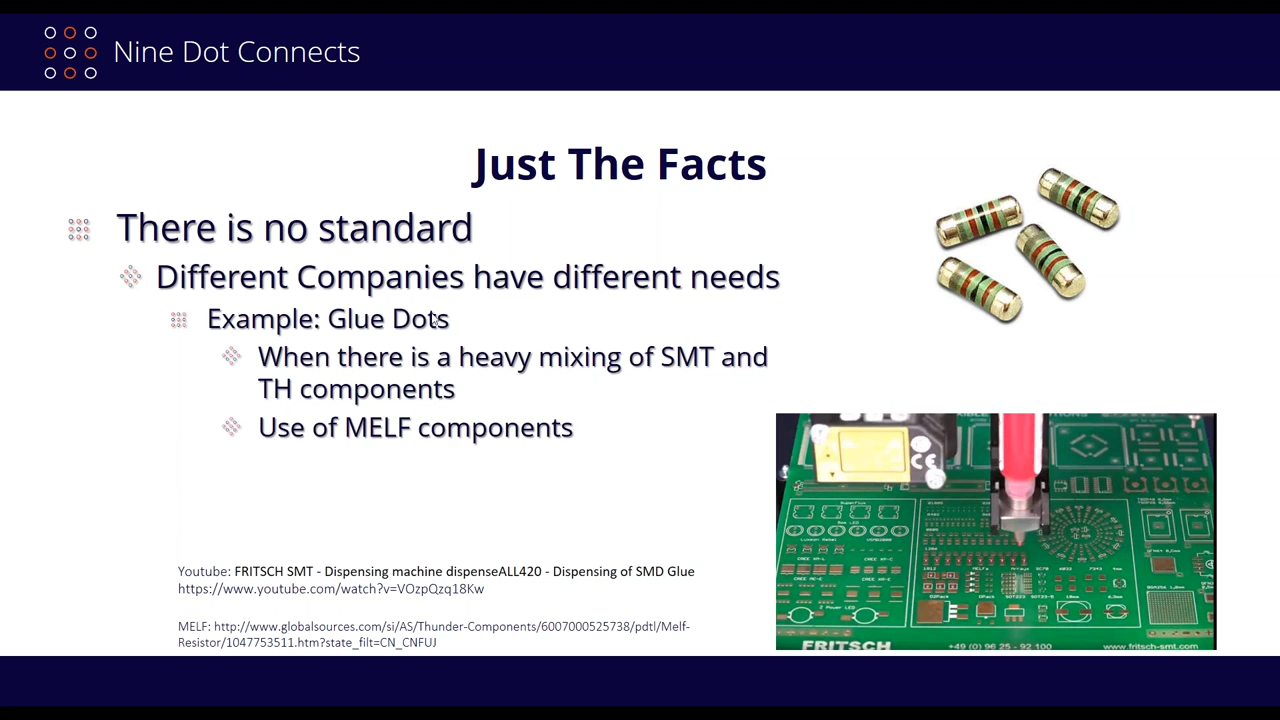 Nine Dot Connects
Just The Facts
There is no standard
Different Companies have different needs
Example: Glue Dots
When there is a heavy mixing of SMT and
TH components
Use of MELF components
Youtube: FRITSCH SMT - Dispensing machine dispenseALL420 - Dispensing of SMD Glue
https://www.youtube.com/watch?v=VOzpQzq18Kw
MELF: http://www.globalsources.com/si/AS/Thunder-Components/6007000525738/pdtl/Melf-
Resistor/1047753511.htm?state_filt=CN_CNFUJ
CE
FRITSCH
+49 (0) 96 25 - 92 100
www.fritsch-smt.com